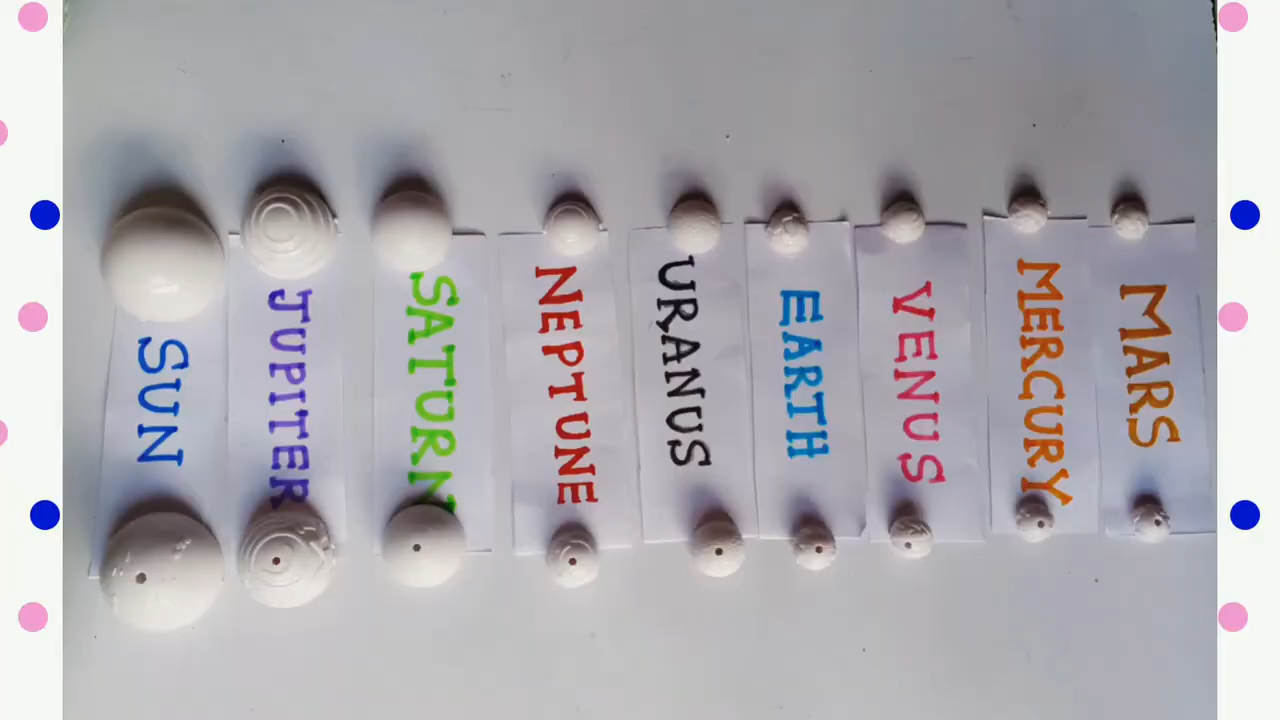 SUN
JUPITER
SATURN
NEPTUNE
URANUS
EARTH
VENUS
MERCURY
MARS